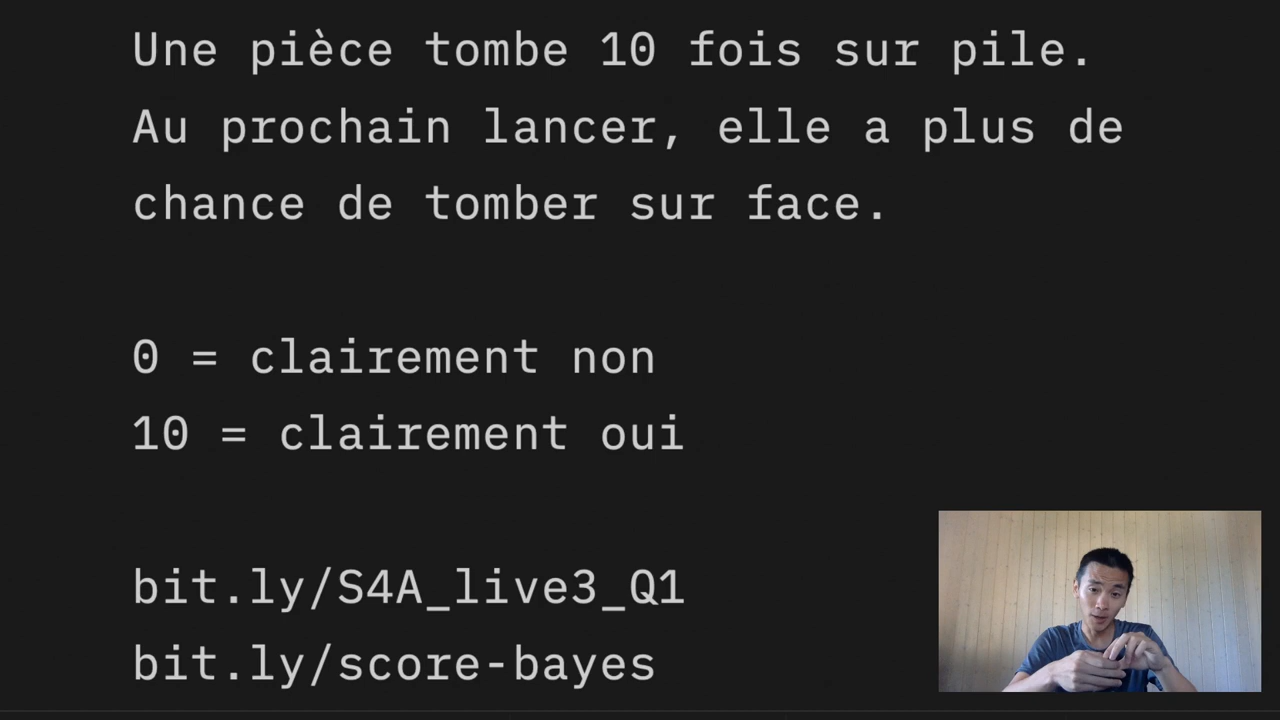 Une pièce tombe 10 fois sur pile.
Au prochain lancer, elle a plus de
chance de tomber sur face.
0 = clairement non
10 = clairement oui
bit.ly/S4A_live3_Q1
bit.ly/score-bayes